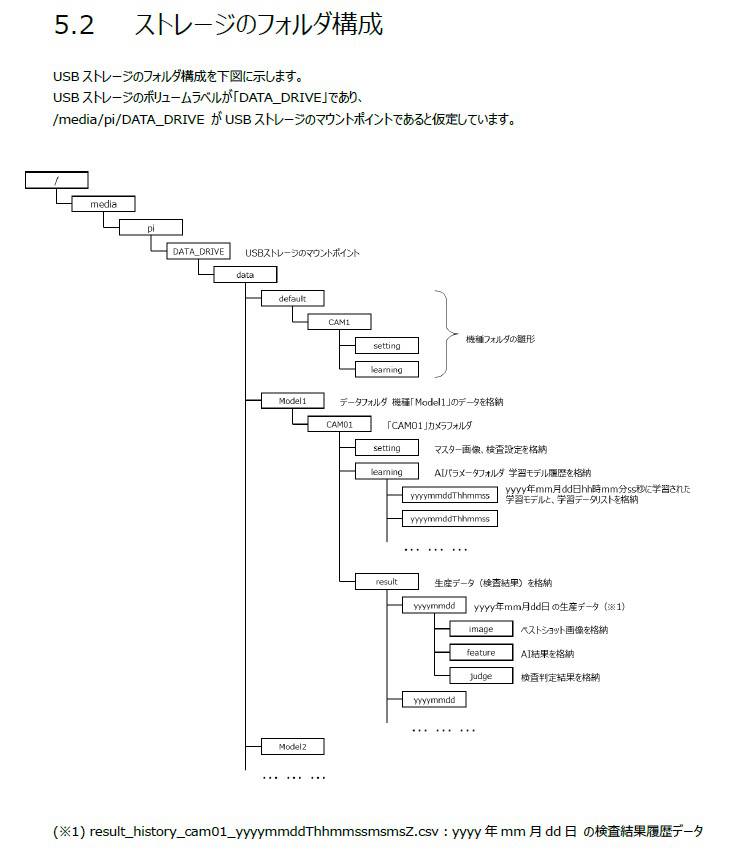 5.2 ストレージのフォルダ構成
USB ストレージのフォルダ構成を下図に示します。
USB ストレージのボリュームラベルが「DATA_DRIVE」であり、
/media/pi/DATA_DRIVE が USB ストレージのマウントポイントであると仮定しています。
/
media
pi
DATA_DRIVE USBストレージのマウントポイント
data
default
CAM1
機種フォルダの雛形
setting
learning
Model1 データフォルダ 機種「Model1」のデータを格納
CAM01 「CAM01」カメラフォルダ
setting マスター画像、検査設定を格納
learning AIパラメータフォルダ 学習モデル履歴を格納
yyyymmddThhmmss yyyy年mm月dd日hh時mm分ss秒に学習された
学習モデルと、学習データリストを格納
yyyymmddThhmmss
… … …
result 生産データ（検査結果）を格納
yyyymmdd yyyy年mm月dd日 の生産データ（※1）
image ベストショット画像を格納
feature AI結果を格納
judge 検査判定結果を格納
yyyymmdd
… … …
Model2
… … …
(※1) result_history_cam01_yyyymmddThhmmssmsmsZ.csv : yyyy 年 mm 月 dd 日 の検査結果履歴データ